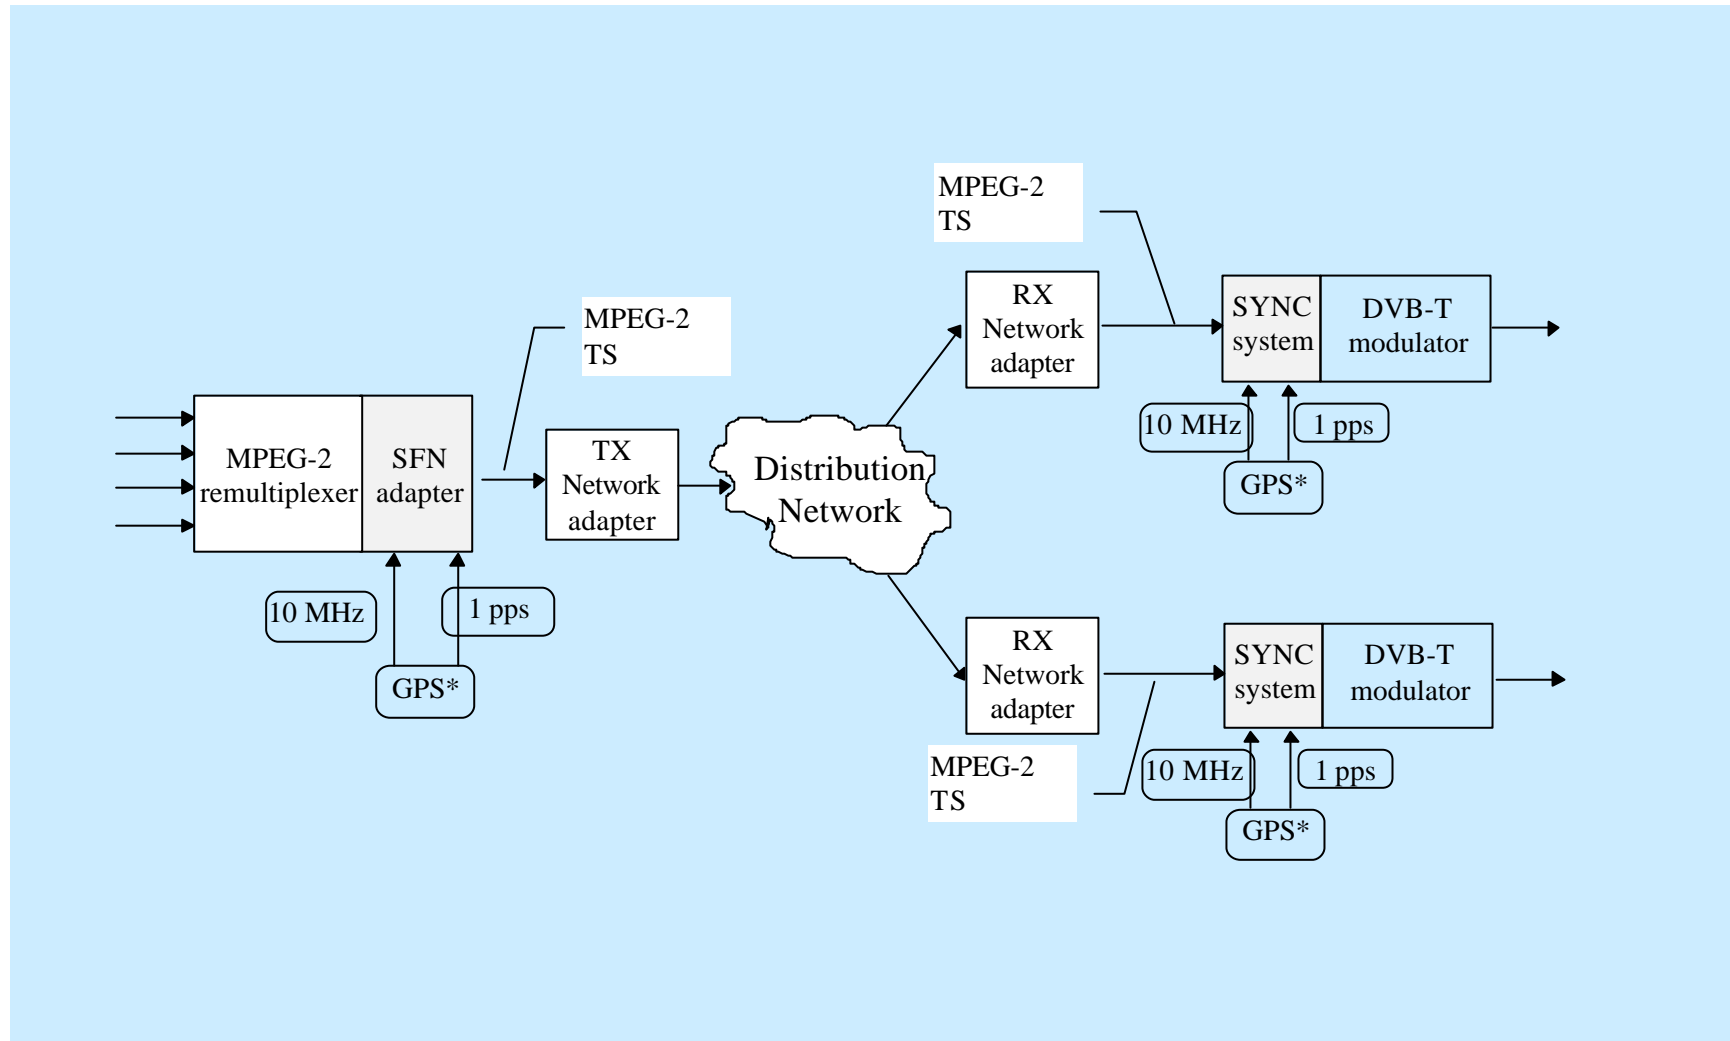 MPEG-2
TS
RX
Network
adapter
SYNC
system
DVB-T
modulator
10 MHz
1 pps
GPS*
MPEG-2
TS
MPEG-2
remultiplexer
SFN
adapter
TX
Network
adapter
Distribution
Network
10 MHz
1 pps
GPS*
RX
Network
adapter
SYNC
system
DVB-T
modulator
MPEG-2
TS
10 MHz
1 pps
GPS*